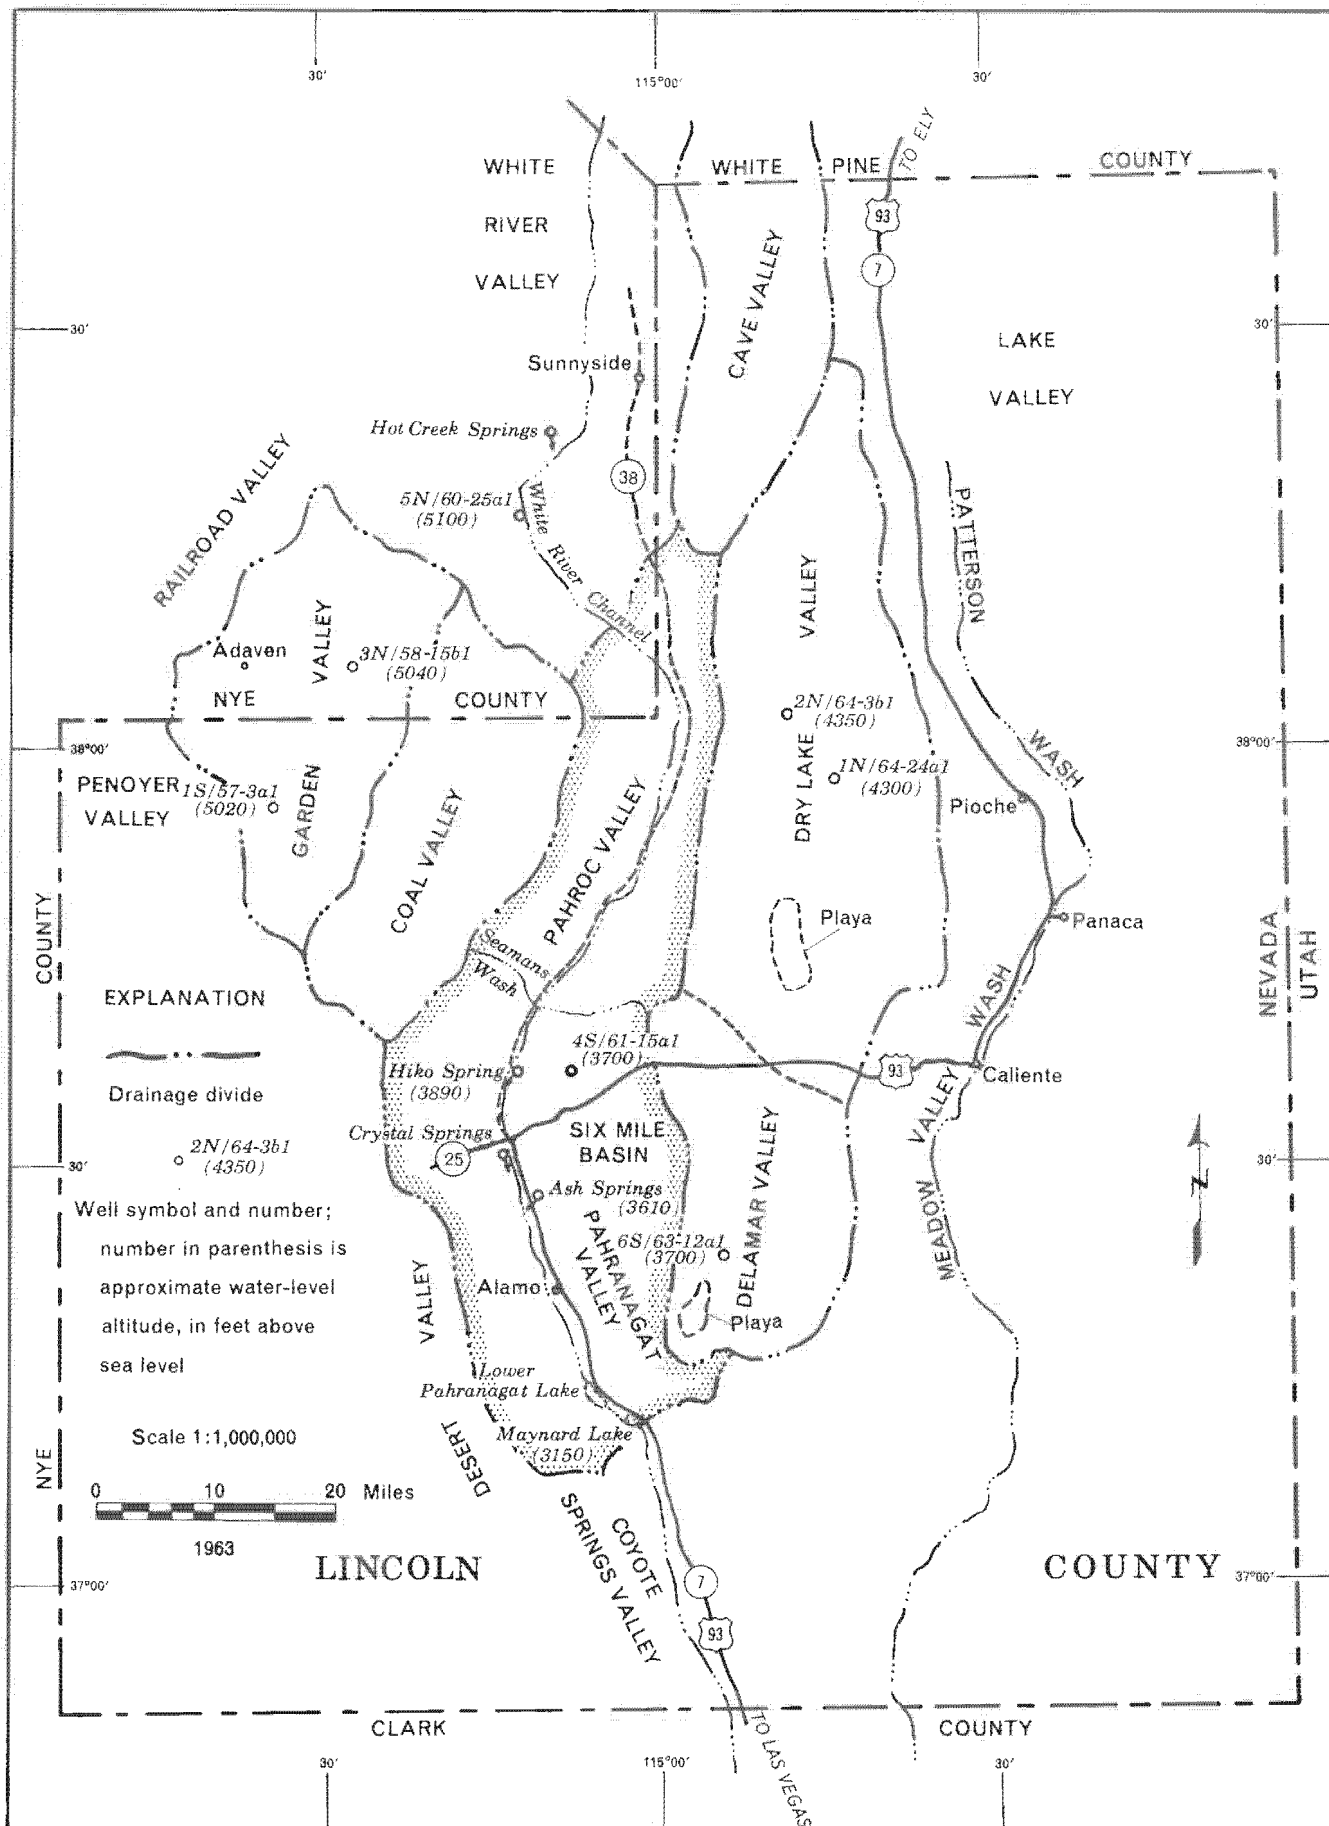 30'
115°00'
30'
WHITE
RIVER
VALLEY
WHITE PINE
COUNTY
TO ELY
93
7
CAVE VALLEY
30'
30'
LAKE
VALLEY
Sunnyside
Hot Creek Springs
38
RAILROAD VALLEY
5N/60-25a1
(5100)
White River Channel
PATTERSON
WASH
Adaven
VALLEY
3N/58-15b1
(5040)
NYE COUNTY
VALLEY
2N/64-3b1
(4350)
38°00'
38°00'
PENOYER
VALLEY
1S/57-3a1
(5020)
GARDEN
COAL VALLEY
PAHROC VALLEY
DRY LAKE
1N/64-24a1
(4300)
Pioche
COUNTY
Playa
Panaca
NEVADA
UTAH
Seamans
Wash
WASH
EXPLANATION
Drainage divide
4S/61-15a1
(3700)
Hiko Spring
(3890)
93
Caliente
VALLEY
2N/64-3b1
(4350)
Crystal Springs
25
SIX MILE
BASIN
DELAMAR VALLEY
30'
30'
N
Well symbol and number;
number in parenthesis is
approximate water-level
altitude, in feet above
sea level
Ash Springs
(3610)
MEADOW
PAHRANAGAT
VALLEY
6S/63-12a1
(3700)
VALLEY
Alamo
Playa
Lower
Pahranagat Lake
Scale 1:1,000,000
Maynard Lake
(3150)
DESERT
NYE
0 10 20 Miles
1963
COYOTE
SPRINGS VALLEY
LINCOLN
COUNTY
37°00'
37°00'
7
93
CLARK
COUNTY
TO LAS VEGAS
30'
115°00'
30'